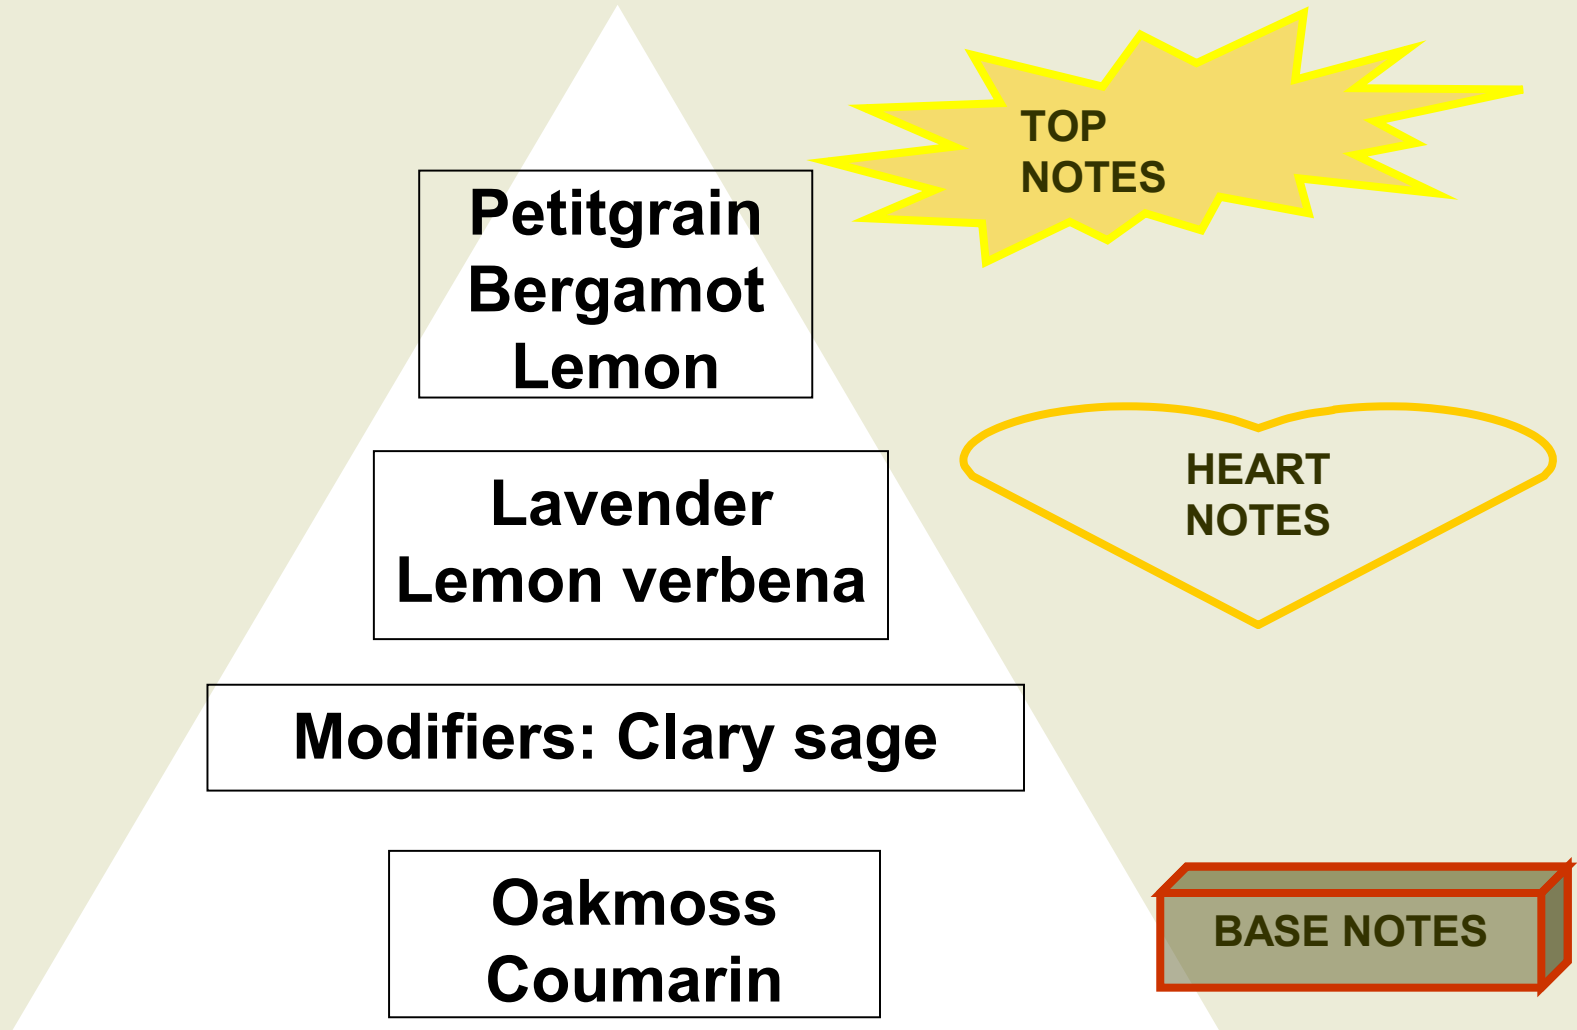 TOP
NOTES
Petitgrain
Bergamot
Lemon
HEART
NOTES
Lavender
Lemon verbena
Modifiers: Clary sage
Oakmoss
Coumarin
BASE NOTES